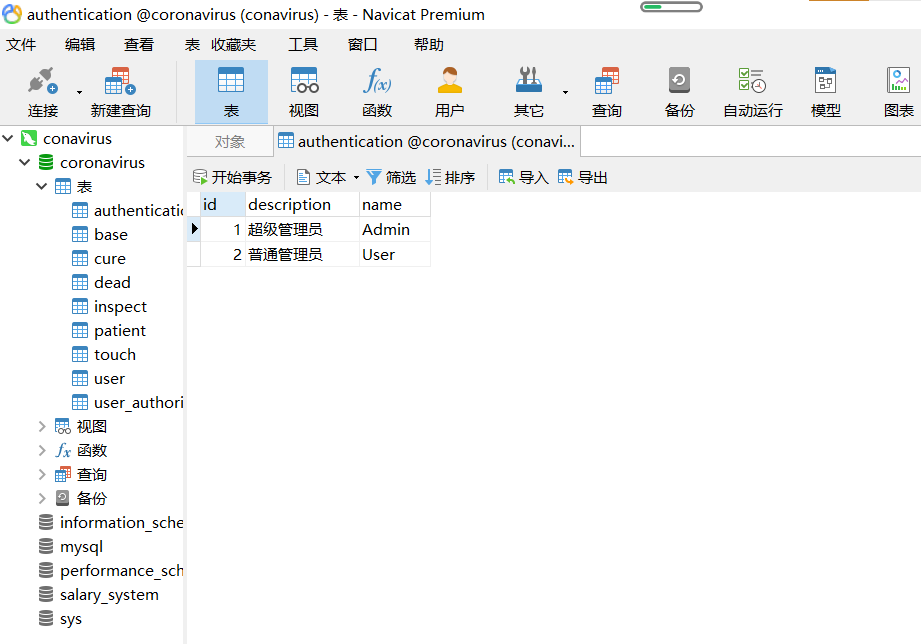 authentication @coronavirus (conavirus) - 表 - Navicat Premium
文件 编辑 查看 表 收藏夹 工具 窗口 帮助
连接 新建查询 表 视图 函数 用户 其它 查询 备份 自动运行 模型 图表
conavirus
coronavirus
表
authenticatio
base
cure
dead
inspect
patient
touch
user
user_authori
视图
函数
查询
备份
information_sche
mysql
performance_sch
salary_system
sys
对象 authentication @coronavirus (conavi...
开始事务 文本 筛选 排序 导入 导出
id description name
1 超级管理员 Admin
2 普通管理员 User